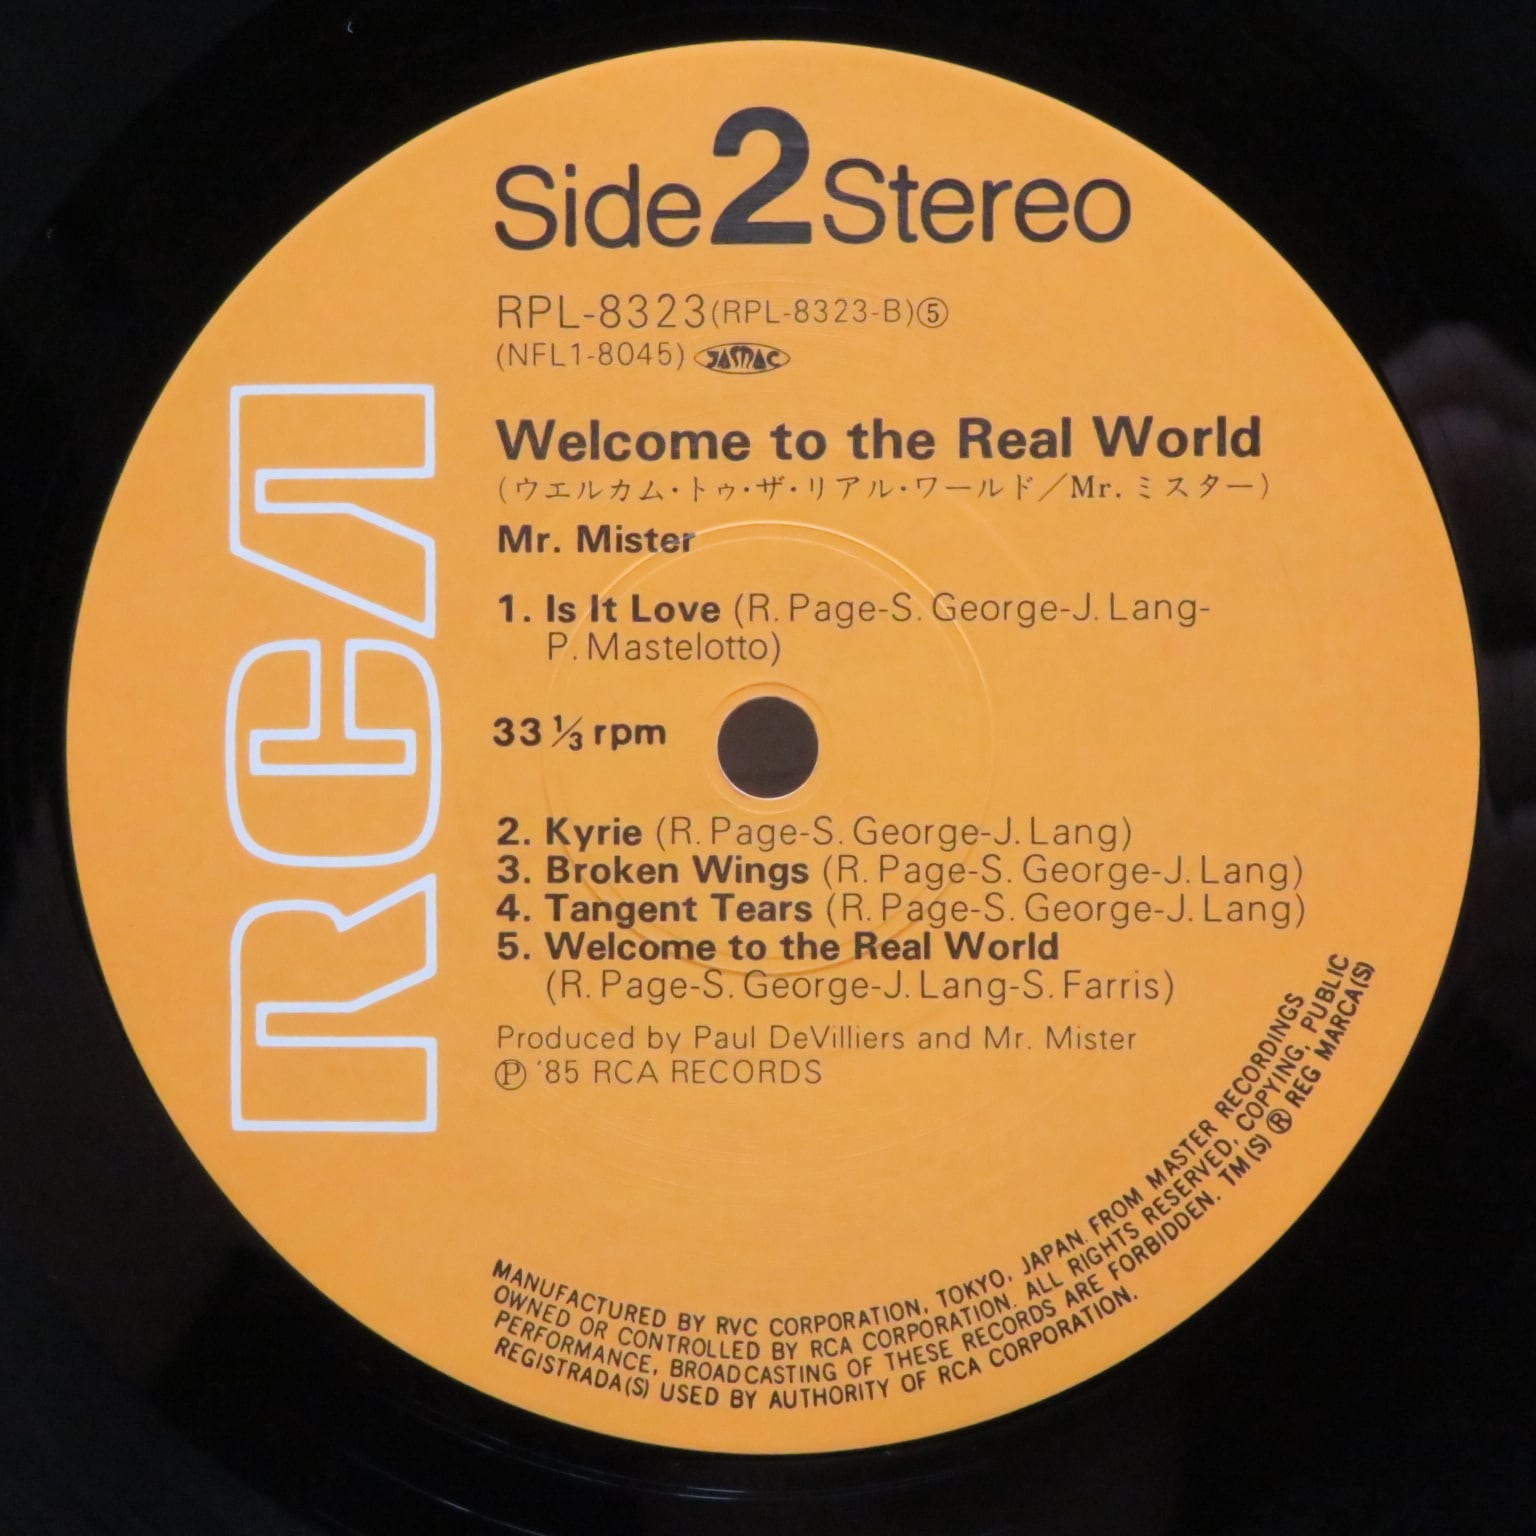 Side 2 Stereo
RPL-8323(RPL-8323-B)⑤
(NFL1-8045) JAMAC
Welcome to the Real World
(ウエルカム・トゥ・ザ・リアル・ワールド／Mr. ミスター)
Mr. Mister
1. Is It Love (R. Page-S. George-J. Lang-
P. Mastelotto)
33 ⅓ rpm
2. Kyrie (R. Page-S. George-J. Lang)
3. Broken Wings (R. Page-S. George-J. Lang)
4. Tangent Tears (R. Page-S. George-J. Lang)
5. Welcome to the Real World
(R. Page-S. George-J. Lang-S. Farris)
Produced by Paul DeVilliers and Mr. Mister
Ⓟ '85 RCA RECORDS
RCA
MANUFACTURED BY RVC CORPORATION, TOKYO, JAPAN. FROM MASTER RECORDINGS
OWNED OR CONTROLLED BY RCA CORPORATION. ALL RIGHTS RESERVED, COPYING, PUBLIC
PERFORMANCE, BROADCASTING OF THESE RECORDS ARE FORBIDDEN. TM(S) ® REG MARCA(S)
REGISTRADA(S) USED BY AUTHORITY OF RCA CORPORATION.